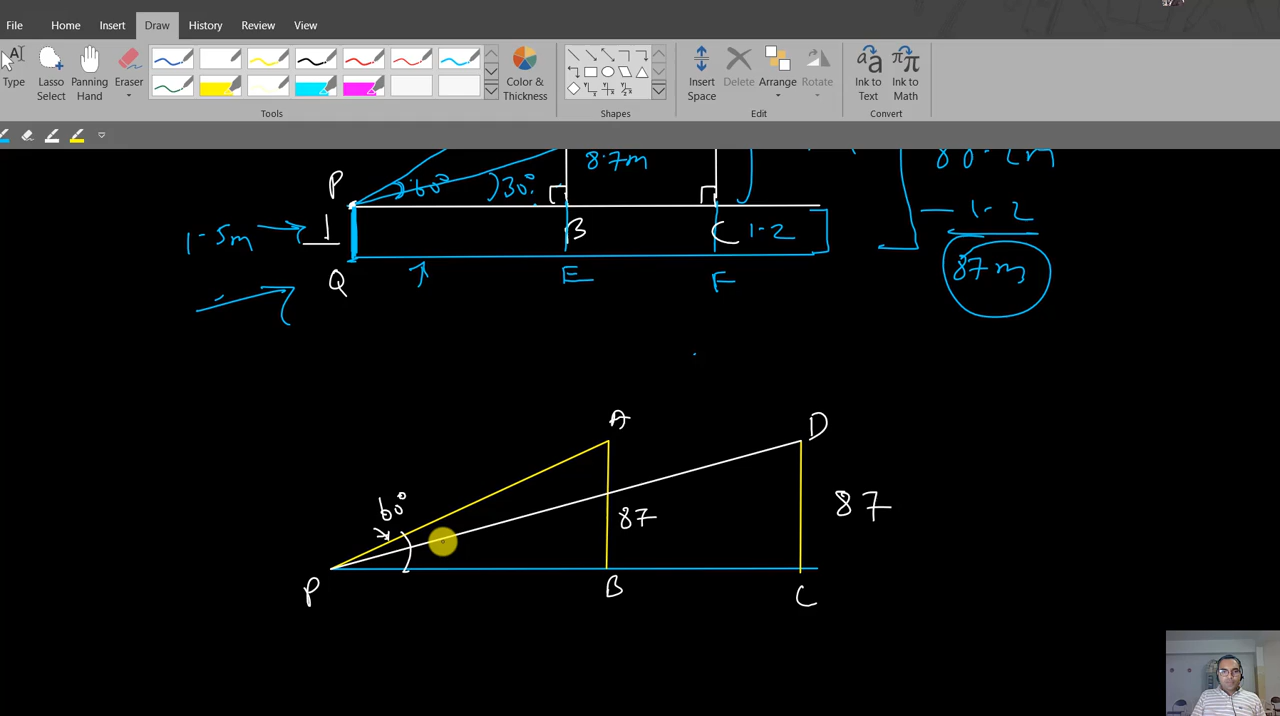 File Home Insert Draw History Review View
Type
Lasso Select
Panning Hand
Eraser
Color & Thickness
Insert Space
Delete
Arrange
Rotate
Ink to Text
Ink to Math
Tools Shapes Edit Convert
8.7m
P 60° 30°
1.5m 1 B C 1.2
Q E F
1.2
87m
A D
60°
87 87
P B C